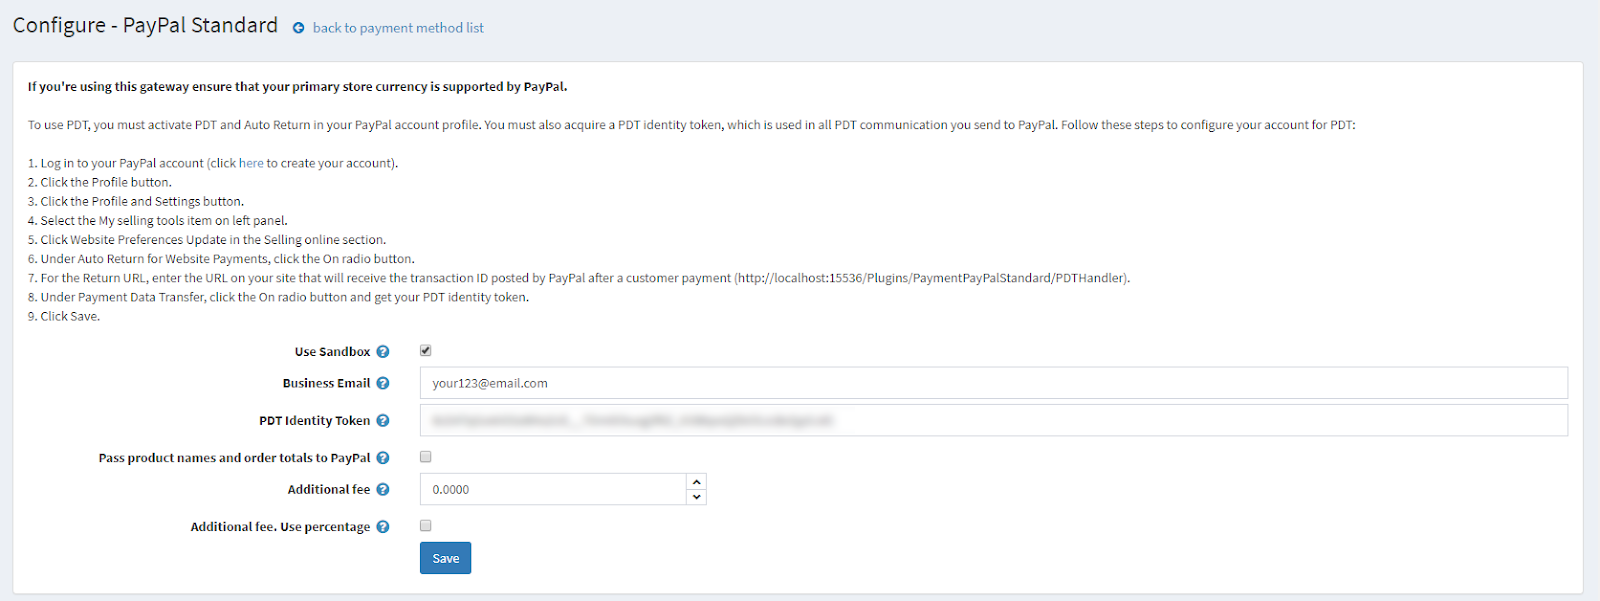 Configure - PayPal Standard back to payment method list
If you're using this gateway ensure that your primary store currency is supported by PayPal.
To use PDT, you must activate PDT and Auto Return in your PayPal account profile. You must also acquire a PDT identity token, which is used in all PDT communication you send to PayPal. Follow these steps to configure your account for PDT:
1. Log in to your PayPal account (click here to create your account).
2. Click the Profile button.
3. Click the Profile and Settings button.
4. Select the My selling tools item on left panel.
5. Click Website Preferences Update in the Selling online section.
6. Under Auto Return for Website Payments, click the On radio button.
7. For the Return URL, enter the URL on your site that will receive the transaction ID posted by PayPal after a customer payment (http://localhost:15536/Plugins/PaymentPayPalStandard/PDTHandler).
8. Under Payment Data Transfer, click the On radio button and get your PDT identity token.
9. Click Save.
Use Sandbox ?
Business Email ? your123@email.com
PDT Identity Token ?
Pass product names and order totals to PayPal ?
Additional fee ? 0.0000
Additional fee. Use percentage ?
Save